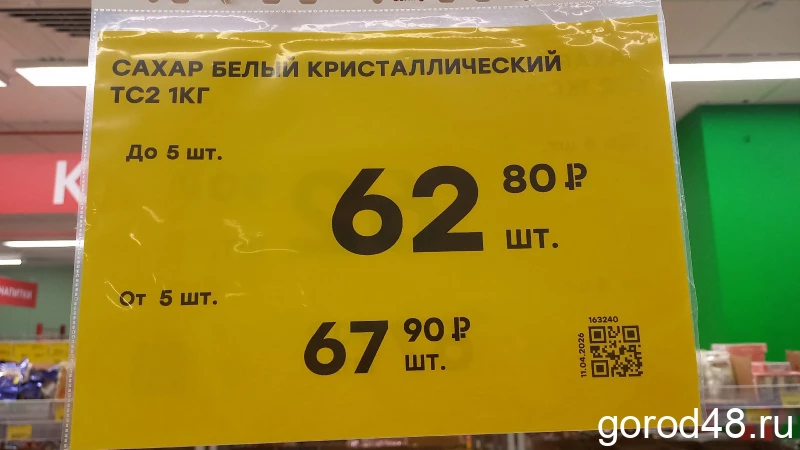 САХАР БЕЛЫЙ КРИСТАЛЛИЧЕСКИЙ
ТС2 1КГ
До 5 шт.
62 80 ₽
шт.
От 5 шт.
67 90 ₽
шт.
163240
11.04.2026
К
НАПИТКИ
gorod48.ru